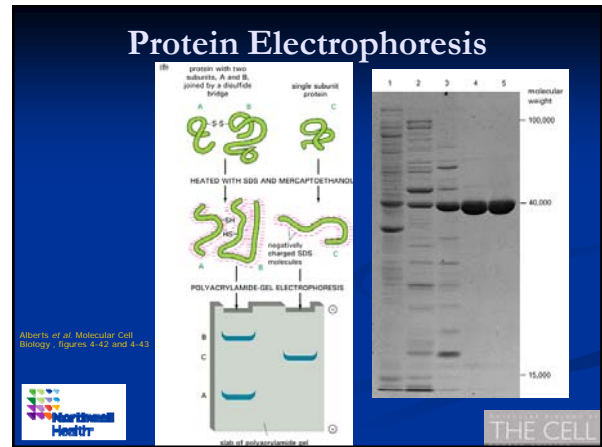 Protein Electrophoresis
(B)
protein with two
subunits, A and B,
joined by a disulfide
bridge
single subunit
protein
A
B
C
-S-S-
HEATED WITH SDS AND MERCAPTOETHANOL
SH
HS
negatively
charged SDS
molecules
A
B
C
POLYACRYLAMIDE-GEL ELECTROPHORESIS
B
C
A
slab of polyacrylamide gel
1 2 3 4 5
molecular
weight
100,000
40,000
15,000
Alberts et al. Molecular Cell
Biology , figures 4-42 and 4-43
Northwell
Health®
THE CELL